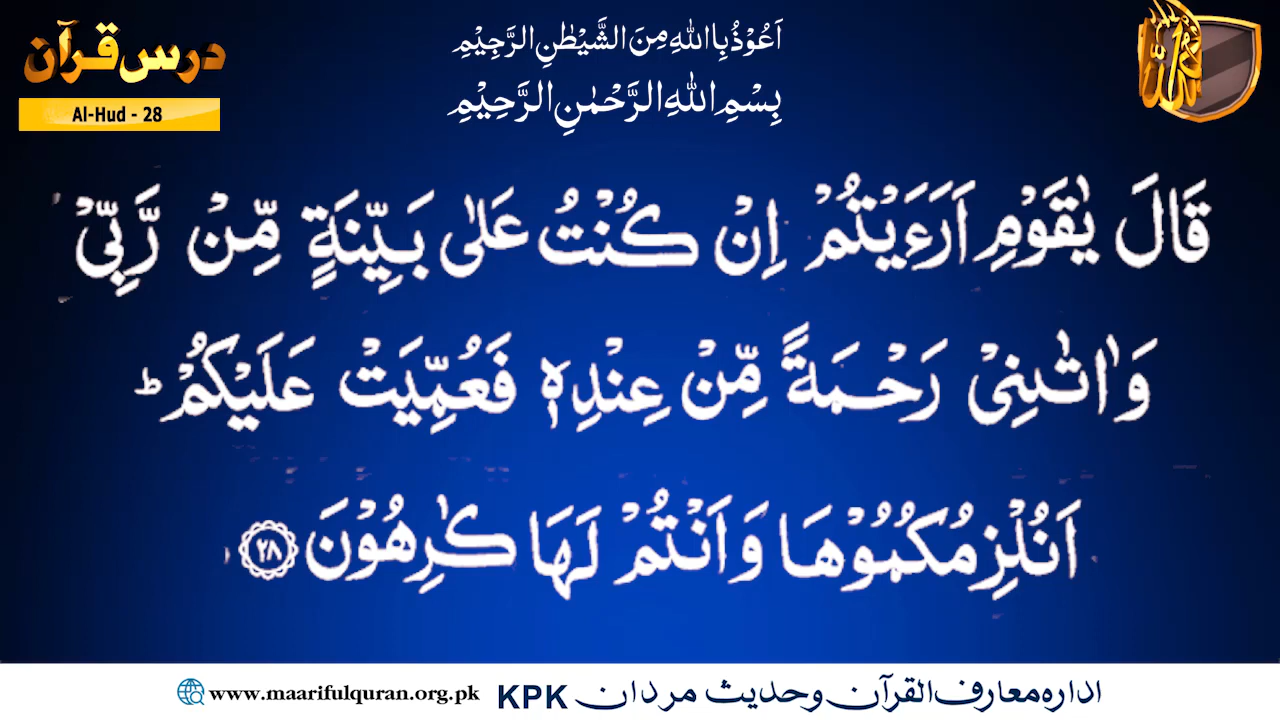 درس قرآن
Al-Hud - 28
اَعُوْذُ بِاللّٰهِ مِنَ الشَّيْطٰنِ الرَّجِيْمِ
بِسْمِ اللّٰهِ الرَّحْمٰنِ الرَّحِيْمِ
قَالَ يٰقَوْمِ اَرَءَيْتُمْ اِنْ كُنْتُ عَلٰى بَيِّنَةٍ مِّنْ رَّبِّيْ
وَاٰتٰىنِيْ رَحْمَةً مِّنْ عِنْدِهٖ فَعُمِّيَتْ عَلَيْكُمْ ؕ
اَنُلْزِمُكُمُوْهَا وَاَنْتُمْ لَهَا كٰرِهُوْنَ ۝۲۸
ادارہ معارف القرآن وحدیث مردان KPK www.maarifulquran.org.pk